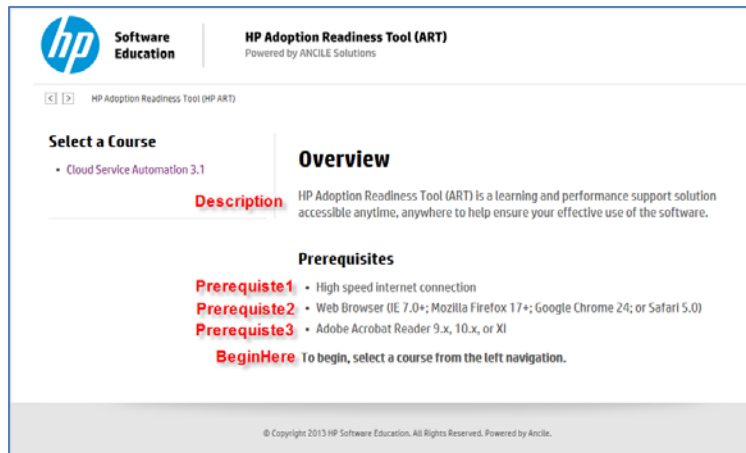 hp
Software
Education
HP Adoption Readiness Tool (ART)
Powered by ANCILE Solutions
< > HP Adoption Readiness Tool (HP ART)
Select a Course
• Cloud Service Automation 3.1
Overview
Description
HP Adoption Readiness Tool (ART) is a learning and performance support solution
accessible anytime, anywhere to help ensure your effective use of the software.
Prerequisites
Prerequiste1 • High speed internet connection
Prerequiste2 • Web Browser (IE 7.0+; Mozilla Firefox 17+; Google Chrome 24; or Safari 5.0)
Prerequiste3 • Adobe Acrobat Reader 9.x, 10.x, or XI
BeginHere To begin, select a course from the left navigation.
© Copyright 2013 HP Software Education. All Rights Reserved. Powered by Ancile.